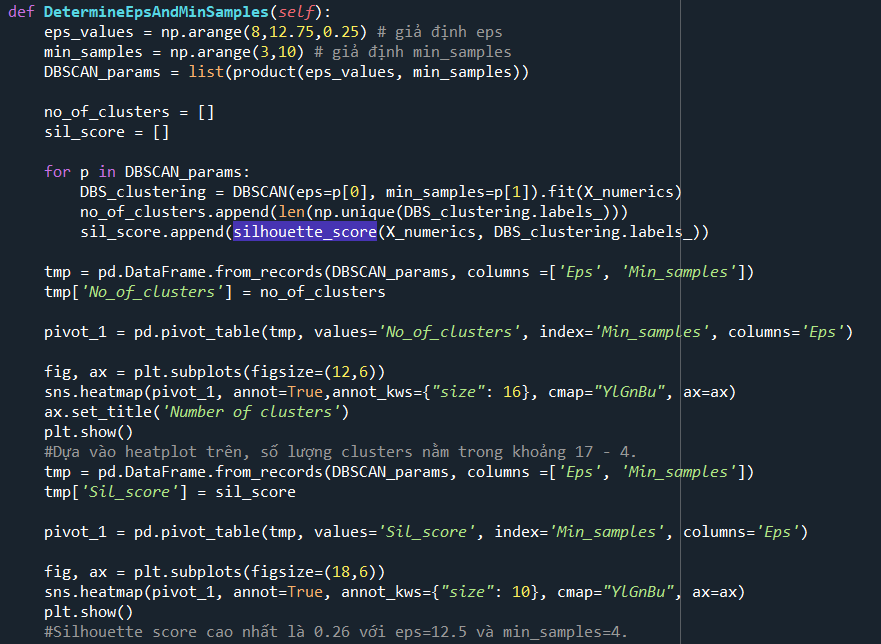 def DetermineEpsAndMinSamples(self):
    eps_values = np.arange(8,12.75,0.25) # giả định eps
    min_samples = np.arange(3,10) # giả định min_samples
    DBSCAN_params = list(product(eps_values, min_samples))

    no_of_clusters = []
    sil_score = []

    for p in DBSCAN_params:
        DBS_clustering = DBSCAN(eps=p[0], min_samples=p[1]).fit(X_numerics)
        no_of_clusters.append(len(np.unique(DBS_clustering.labels_)))
        sil_score.append(silhouette_score(X_numerics, DBS_clustering.labels_))

    tmp = pd.DataFrame.from_records(DBSCAN_params, columns =['Eps', 'Min_samples'])
    tmp['No_of_clusters'] = no_of_clusters

    pivot_1 = pd.pivot_table(tmp, values='No_of_clusters', index='Min_samples', columns='Eps')

    fig, ax = plt.subplots(figsize=(12,6))
    sns.heatmap(pivot_1, annot=True,annot_kws={"size": 16}, cmap="YlGnBu", ax=ax)
    ax.set_title('Number of clusters')
    plt.show()
    #Dựa vào heatplot trên, số lượng clusters nằm trong khoảng 17 - 4.
    tmp = pd.DataFrame.from_records(DBSCAN_params, columns =['Eps', 'Min_samples'])
    tmp['Sil_score'] = sil_score

    pivot_1 = pd.pivot_table(tmp, values='Sil_score', index='Min_samples', columns='Eps')

    fig, ax = plt.subplots(figsize=(18,6))
    sns.heatmap(pivot_1, annot=True, annot_kws={"size": 10}, cmap="YlGnBu", ax=ax)
    plt.show()
    #Silhouette score cao nhất là 0.26 với eps=12.5 và min_samples=4.